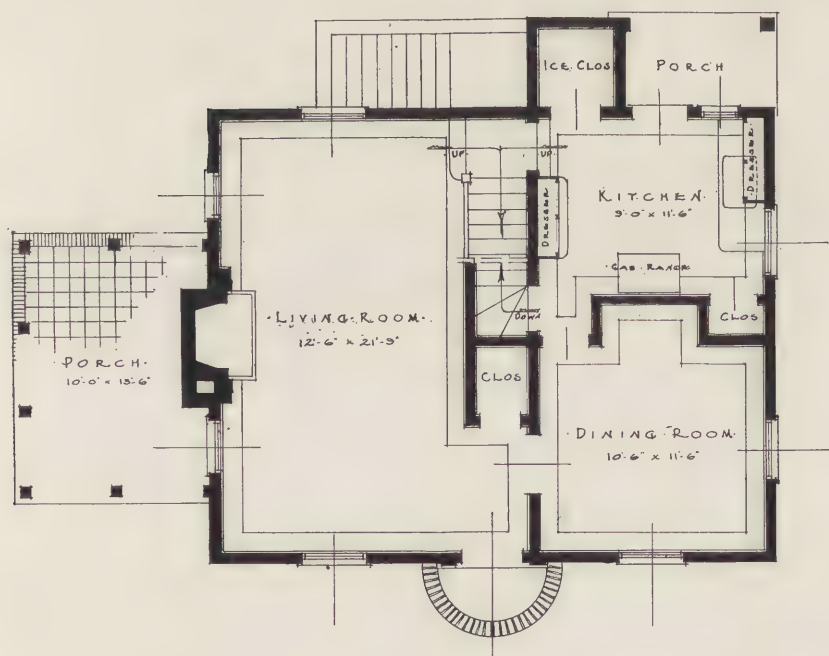 ICE CLOS
PORCH
UP
UP
DRESSER
KITCHEN
9'-0" x 11'-6"
DRESSER
GAS RANGE
DOWN
CLOS
LIVING·ROOM·
12'-6" x 21'-9"
·PORCH·
10'-0" x 15'-6"
CLOS
·DINING·ROOM·
10'-6" x 11'-6"